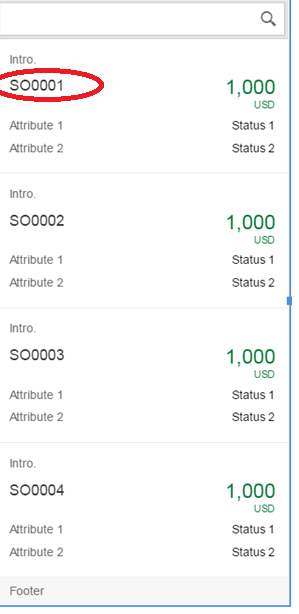 Intro.
SO0001 1,000
USD
Attribute 1 Status 1
Attribute 2 Status 2
Intro.
SO0002 1,000
USD
Attribute 1 Status 1
Attribute 2 Status 2
Intro.
SO0003 1,000
USD
Attribute 1 Status 1
Attribute 2 Status 2
Intro.
SO0004 1,000
USD
Attribute 1 Status 1
Attribute 2 Status 2
Footer